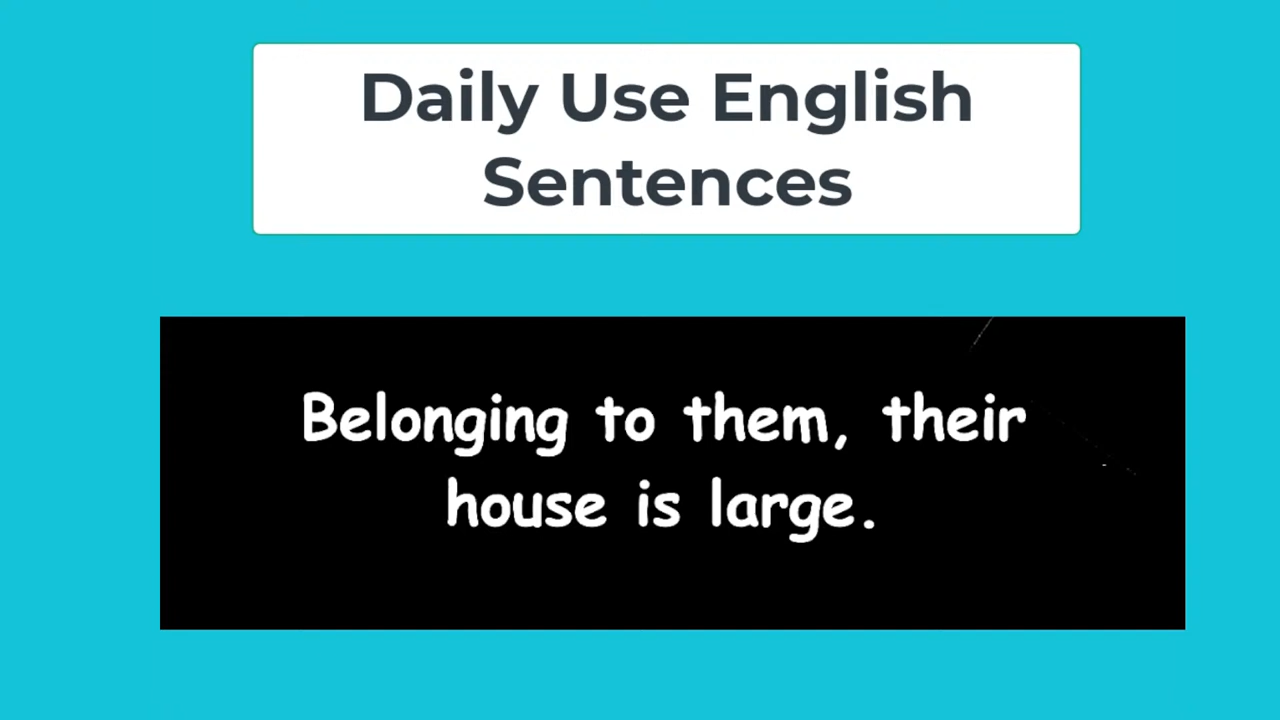 Daily Use English
Sentences
Belonging to them, their
house is large.